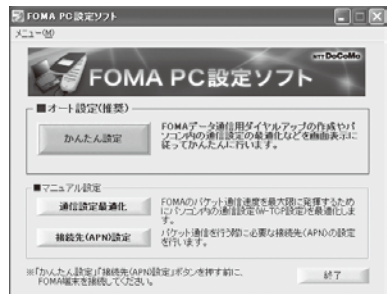 FOMA PC設定ソフト
メニュー(M)
NTT DoCoMo
FOMA PC設定ソフト
■オート設定(推奨)
かんたん設定
FOMAデータ通信用ダイヤルアップの作成やパ
ソコン内の通信設定の最適化などを画面表示に
従ってかんたんに行います。
■マニュアル設定
通信設定最適化
FOMAのパケット通信速度を最大限に発揮するため
にパソコン内の通信設定(W-TCP設定)を最適化しま
す。
接続先(APN)設定
パケット通信を行う際に必要な接続先(APN)の設定
を行います。
※「かんたん設定」「接続先(APN)設定」ボタンを押す前に、
FOMA端末を接続してください。
終了